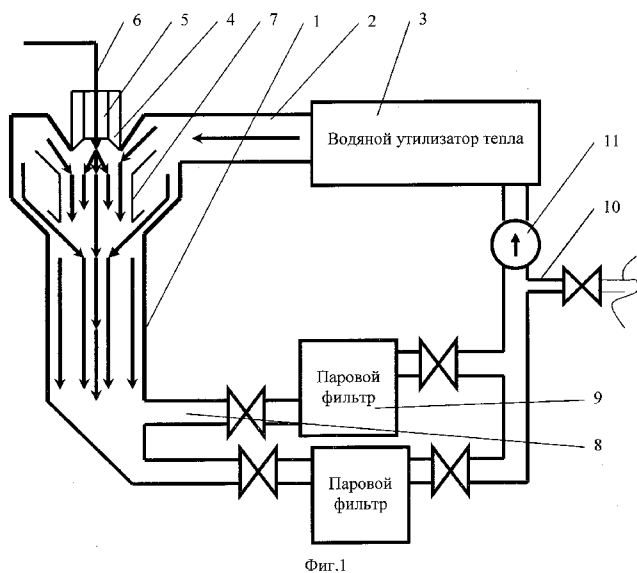 6 5 4 7 1 2 3
Водяной утилизатор тепла
11
10
Паровой
фильтр
9
8
Паровой
фильтр
Фиг,1